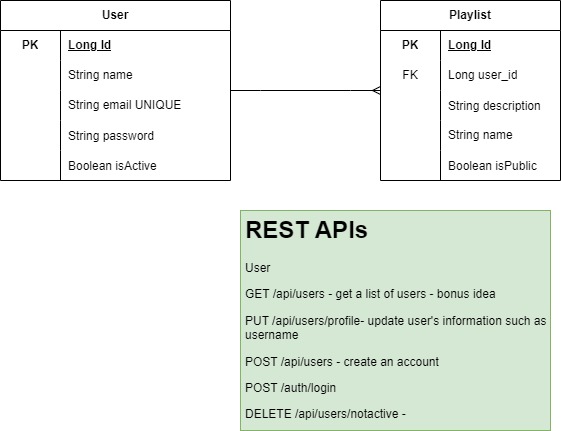 User
PK Long Id
String name
String email UNIQUE
String password
Boolean isActive
Playlist
PK Long Id
FK Long user_id
String description
String name
Boolean isPublic
REST APIs
User
GET /api/users - get a list of users - bonus idea
PUT /api/users/profile- update user's information such as
username
POST /api/users - create an account
POST /auth/login
DELETE /api/users/notactive -